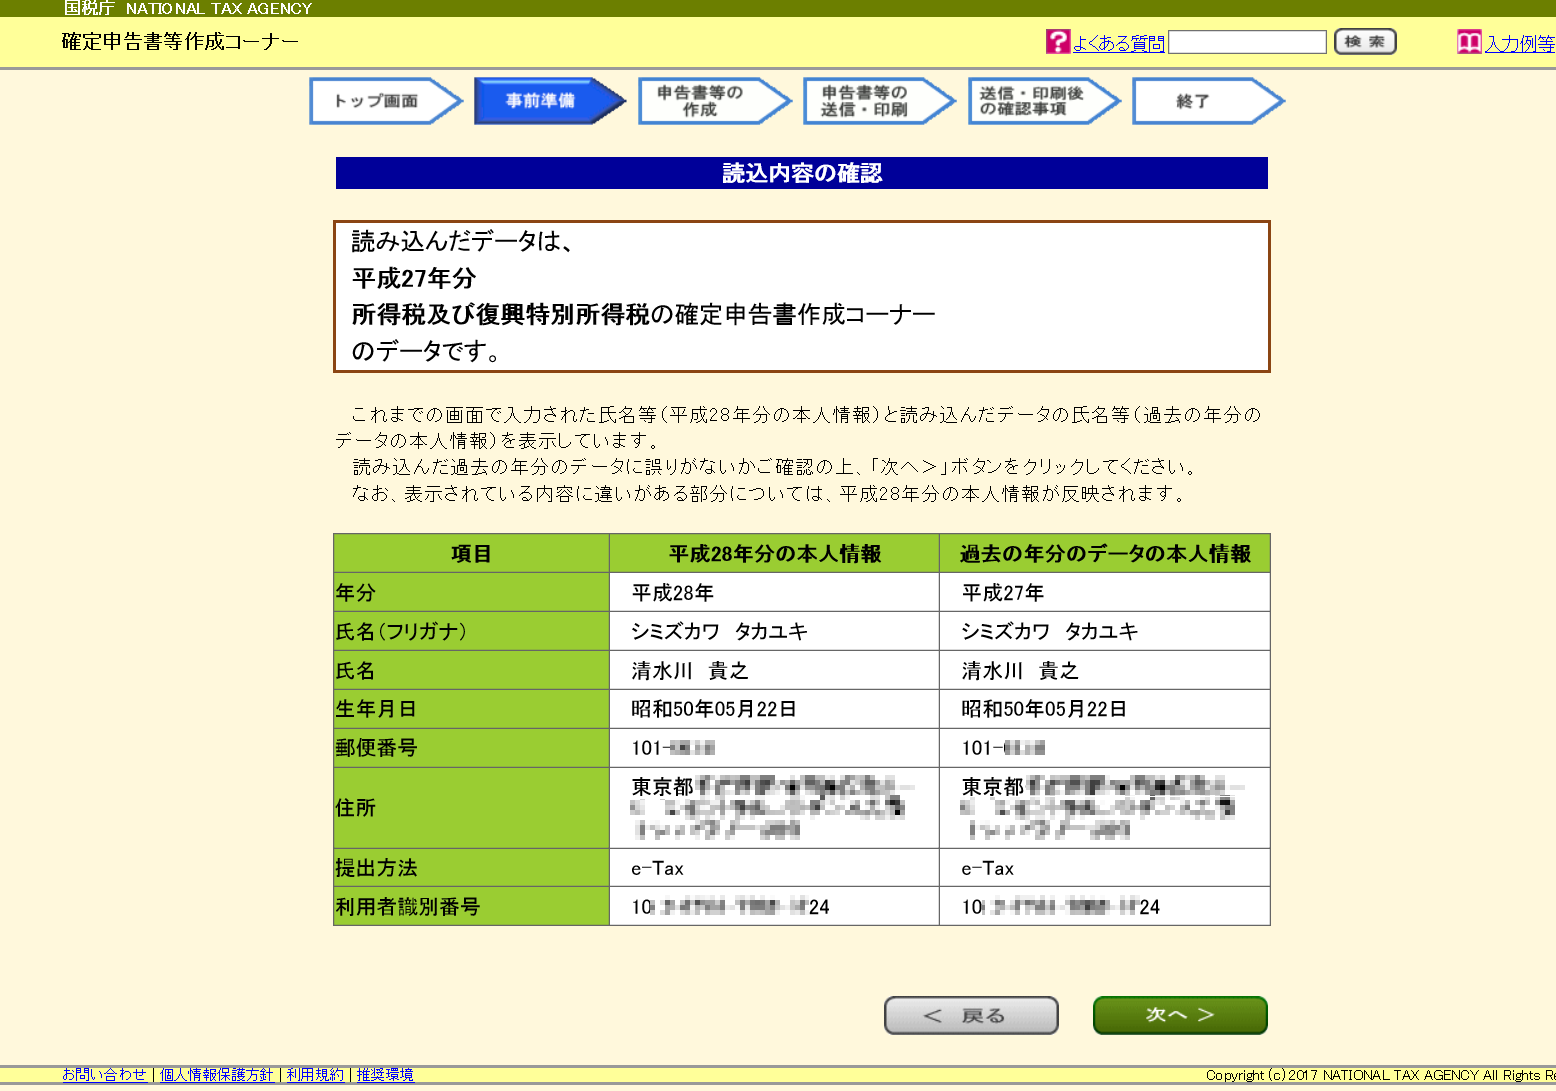 国税庁 NATIONAL TAX AGENCY
確定申告書等作成コーナー
よくある質問
検 索
入力例等
トップ画面
事前準備
申告書等の
作成
申告書等の
送信・印刷
送信・印刷後
の確認事項
終了
読込内容の確認
読み込んだデータは、
平成27年分
所得税及び復興特別所得税の確定申告書作成コーナー
のデータです。
これまでの画面で入力された氏名等(平成28年分の本人情報)と読み込んだデータの氏名等(過去の年分の
データの本人情報)を表示しています。
読み込んだ過去の年分のデータに誤りがないかご確認の上、「次へ>」ボタンをクリックしてください。
なお、表示されている内容に違いがある部分については、平成28年分の本人情報が反映されます。
項目 平成28年分の本人情報 過去の年分のデータの本人情報
年分 平成28年 平成27年
氏名(フリガナ) シミズカワ タカユキ シミズカワ タカユキ
氏名 清水川 貴之 清水川 貴之
生年月日 昭和50年05月22日 昭和50年05月22日
郵便番号 101- 101-
住所 東京都 東京都
提出方法 e-Tax e-Tax
利用者識別番号 10 24 10 24
< 戻る
次へ >
お問い合わせ | 個人情報保護方針 | 利用規約 | 推奨環境
Copyright (c) 2017 NATIONAL TAX AGENCY All Rights Re